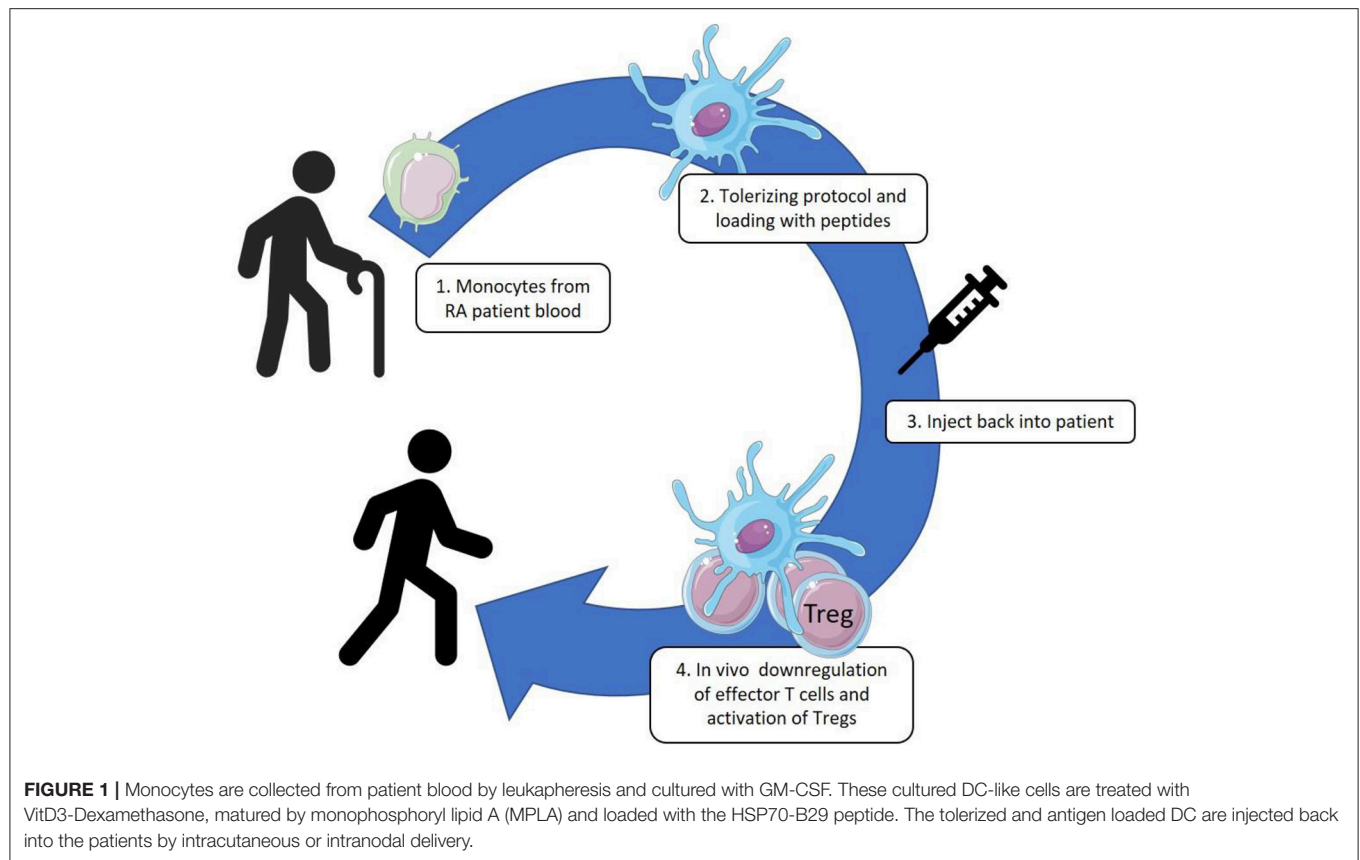 1. Monocytes from
RA patient blood
2. Tolerizing protocol and
loading with peptides
3. Inject back into patient
Treg
4. In vivo downregulation
of effector T cells and
activation of Tregs
FIGURE 1 | Monocytes are collected from patient blood by leukapheresis and cultured with GM-CSF. These cultured DC-like cells are treated with
VitD3-Dexamethasone, matured by monophosphoryl lipid A (MPLA) and loaded with the HSP70-B29 peptide. The tolerized and antigen loaded DC are injected back
into the patients by intracutaneous or intranodal delivery.